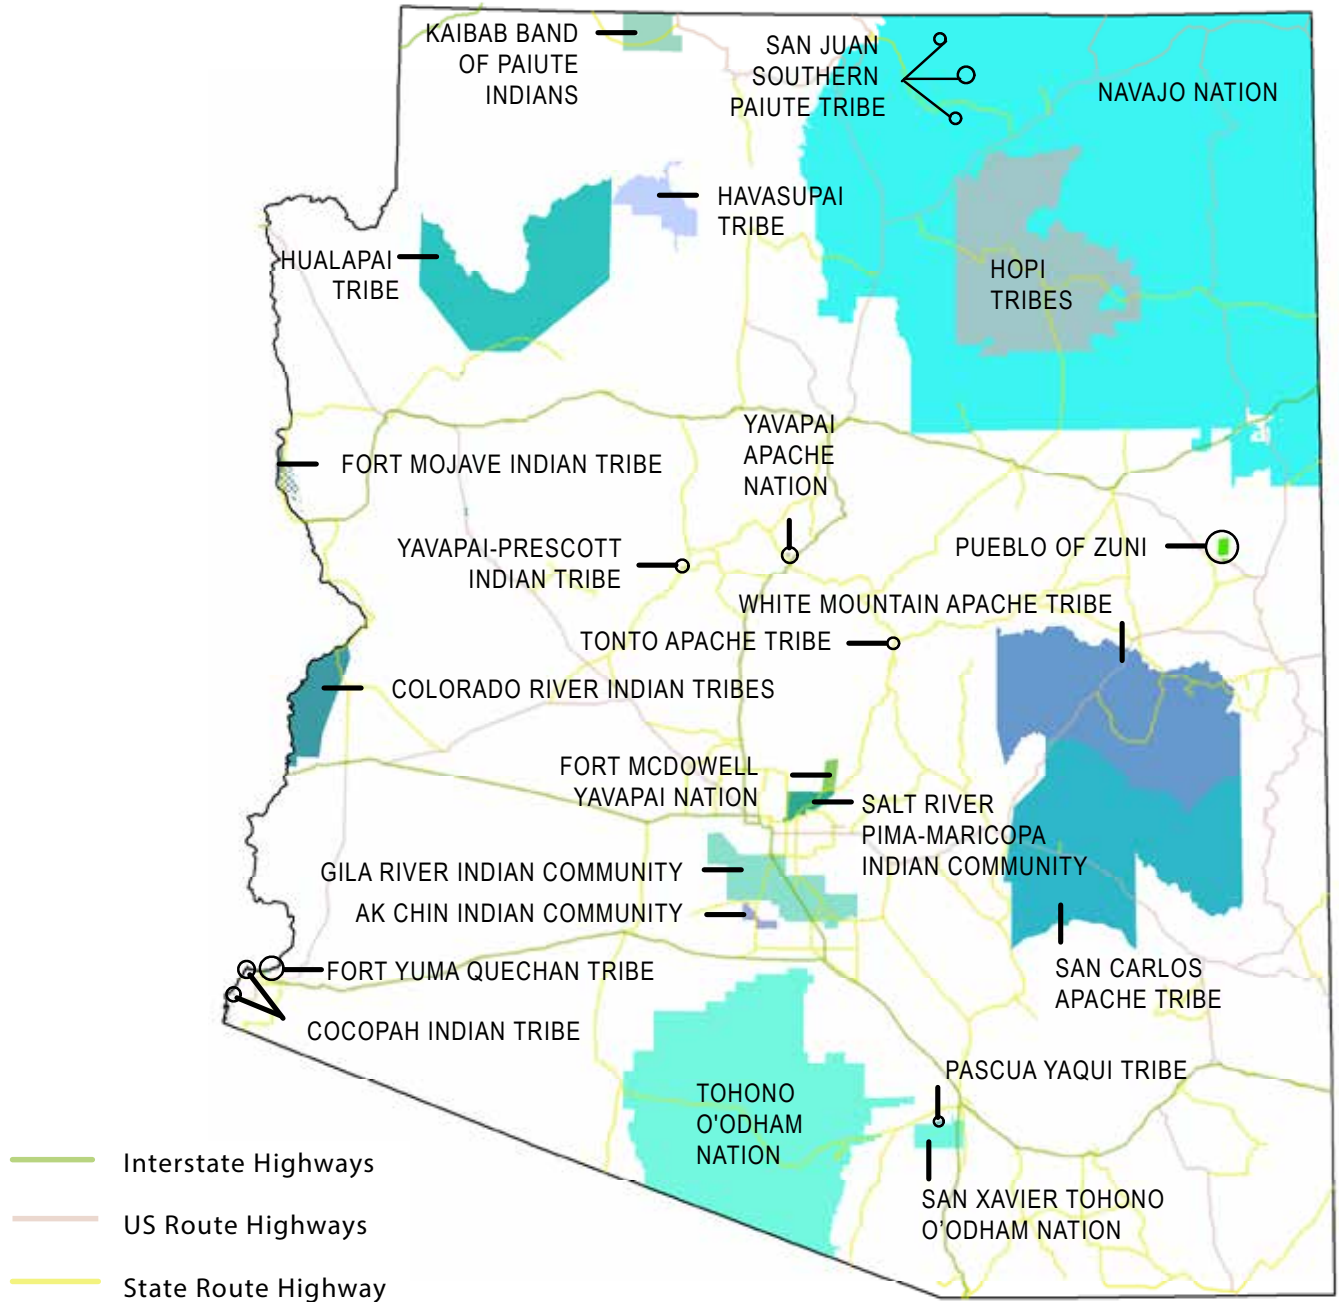 KAIBAB BAND
OF PAIUTE
INDIANS
SAN JUAN
SOUTHERN
PAIUTE TRIBE
NAVAJO NATION
HAVASUPAI
TRIBE
HUALAPAI
TRIBE
HOPI
TRIBES
YAVAPAI
APACHE
NATION
FORT MOJAVE INDIAN TRIBE
YAVAPAI-PRESCOTT
INDIAN TRIBE
PUEBLO OF ZUNI
WHITE MOUNTAIN APACHE TRIBE
TONTO APACHE TRIBE
COLORADO RIVER INDIAN TRIBES
FORT MCDOWELL
YAVAPAI NATION
SALT RIVER
PIMA-MARICOPA
INDIAN COMMUNITY
GILA RIVER INDIAN COMMUNITY
AK CHIN INDIAN COMMUNITY
FORT YUMA QUECHAN TRIBE
SAN CARLOS
APACHE TRIBE
COCOPAH INDIAN TRIBE
PASCUA YAQUI TRIBE
TOHONO
O'ODHAM
NATION
SAN XAVIER TOHONO
O'ODHAM NATION
Interstate Highways
US Route Highways
State Route Highway